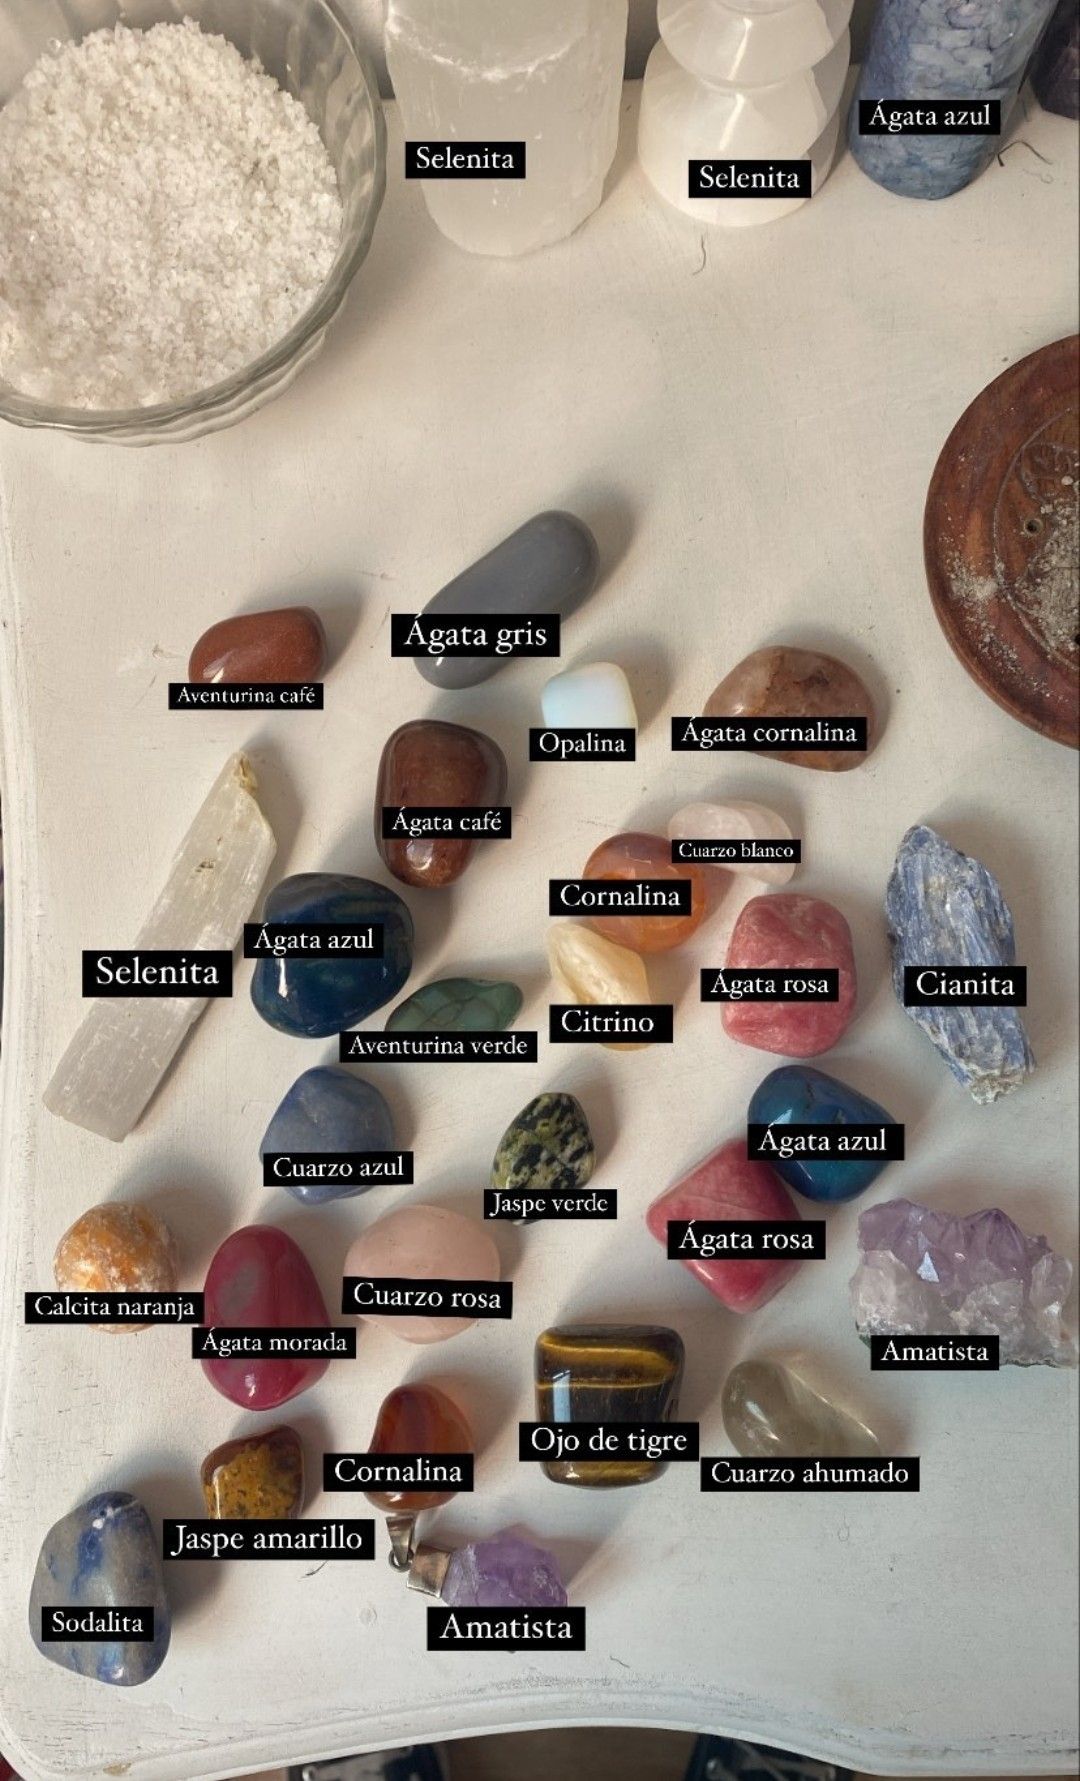 Selenita
Selenita
Ágata azul
Ágata gris
Aventurina café
Opalina
Ágata cornalina
Ágata café
Cuarzo blanco
Cornalina
Ágata azul
Selenita
Ágata rosa
Cianita
Citrino
Aventurina verde
Cuarzo azul
Ágata azul
Jaspe verde
Ágata rosa
Calcita naranja
Cuarzo rosa
Ágata morada
Amatista
Ojo de tigre
Cornalina
Cuarzo ahumado
Jaspe amarillo
Sodalita
Amatista